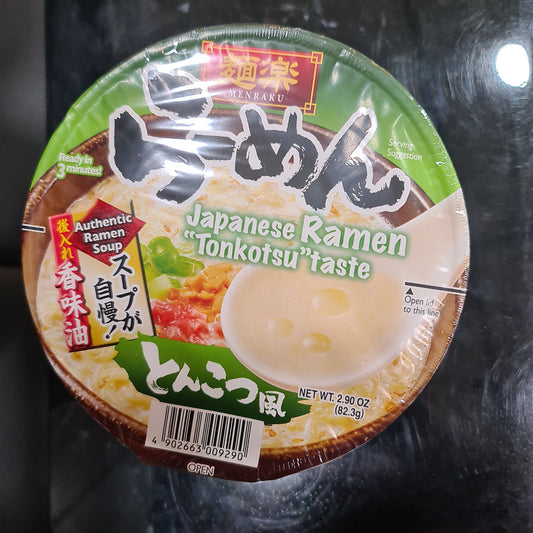 麺楽
MENRAKU
らーめん
Ready in
3 minutes!
Serving
Suggestion
Japanese Ramen
“Tonkotsu” taste
Authentic
Ramen
Soup
スープが
自慢!
後入れ
香味油
Open lid
to this line
とんこつ風
NET WT. 2.90 OZ
(82.3g)
4 902663 009290
OPEN